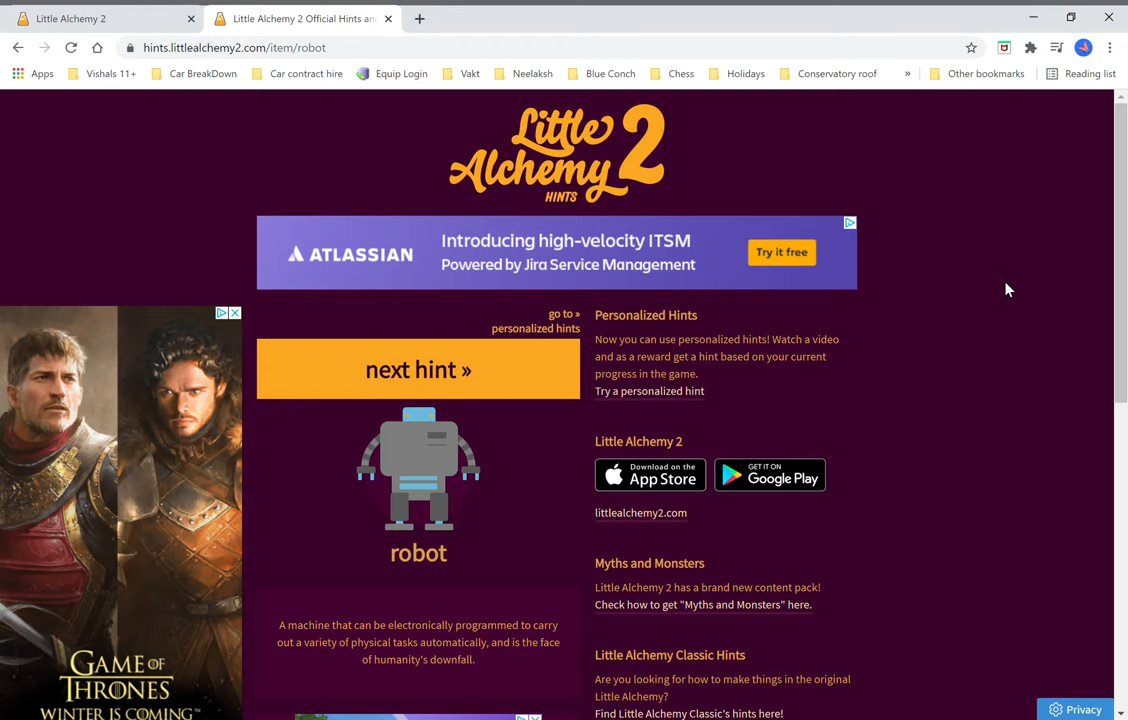 Little Alchemy 2
Little Alchemy 2 Official Hints an
hints.littlealchemy2.com/item/robot
Apps
Vishals 11+
Car BreakDown
Car contract hire
Equip Login
Vakt
Neelaksh
Blue Conch
Chess
Holidays
Conservatory roof
»
Other bookmarks
Reading list
Little
Alchemy 2
HINTS
ATLASSIAN
Introducing high-velocity ITSM
Powered by Jira Service Management
Try it free
go to »
personalized hints
next hint »
robot
A machine that can be electronically programmed to carry
out a variety of physical tasks automatically, and is the face
of humanity's downfall.
Personalized Hints
Now you can use personalized hints! Watch a video
and as a reward get a hint based on your current
progress in the game.
Try a personalized hint
Little Alchemy 2
Download on the
App Store
GET IT ON
Google Play
littlealchemy2.com
Myths and Monsters
Little Alchemy 2 has a brand new content pack!
Check how to get "Myths and Monsters" here.
Little Alchemy Classic Hints
Are you looking for how to make things in the original
Little Alchemy?
Find Little Alchemy Classic's hints here!
GAME OF
THRONES
WINTER IS COMING™
Privacy